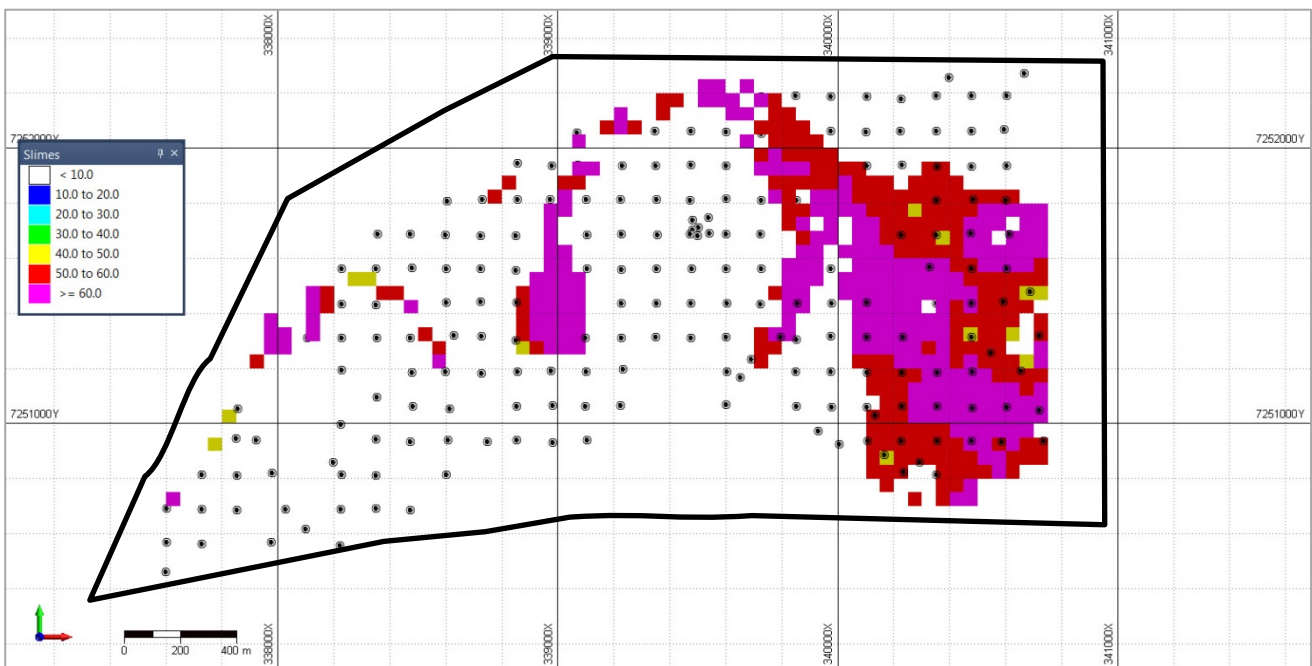 338000X
339000X
340000X
341000X
7252000Y
7252000Y
Slimes
< 10.0
10.0 to 20.0
20.0 to 30.0
30.0 to 40.0
40.0 to 50.0
50.0 to 60.0
>= 60.0
7251000Y
7251000Y
0 200 400 m
338000X
339000X
340000X
341000X